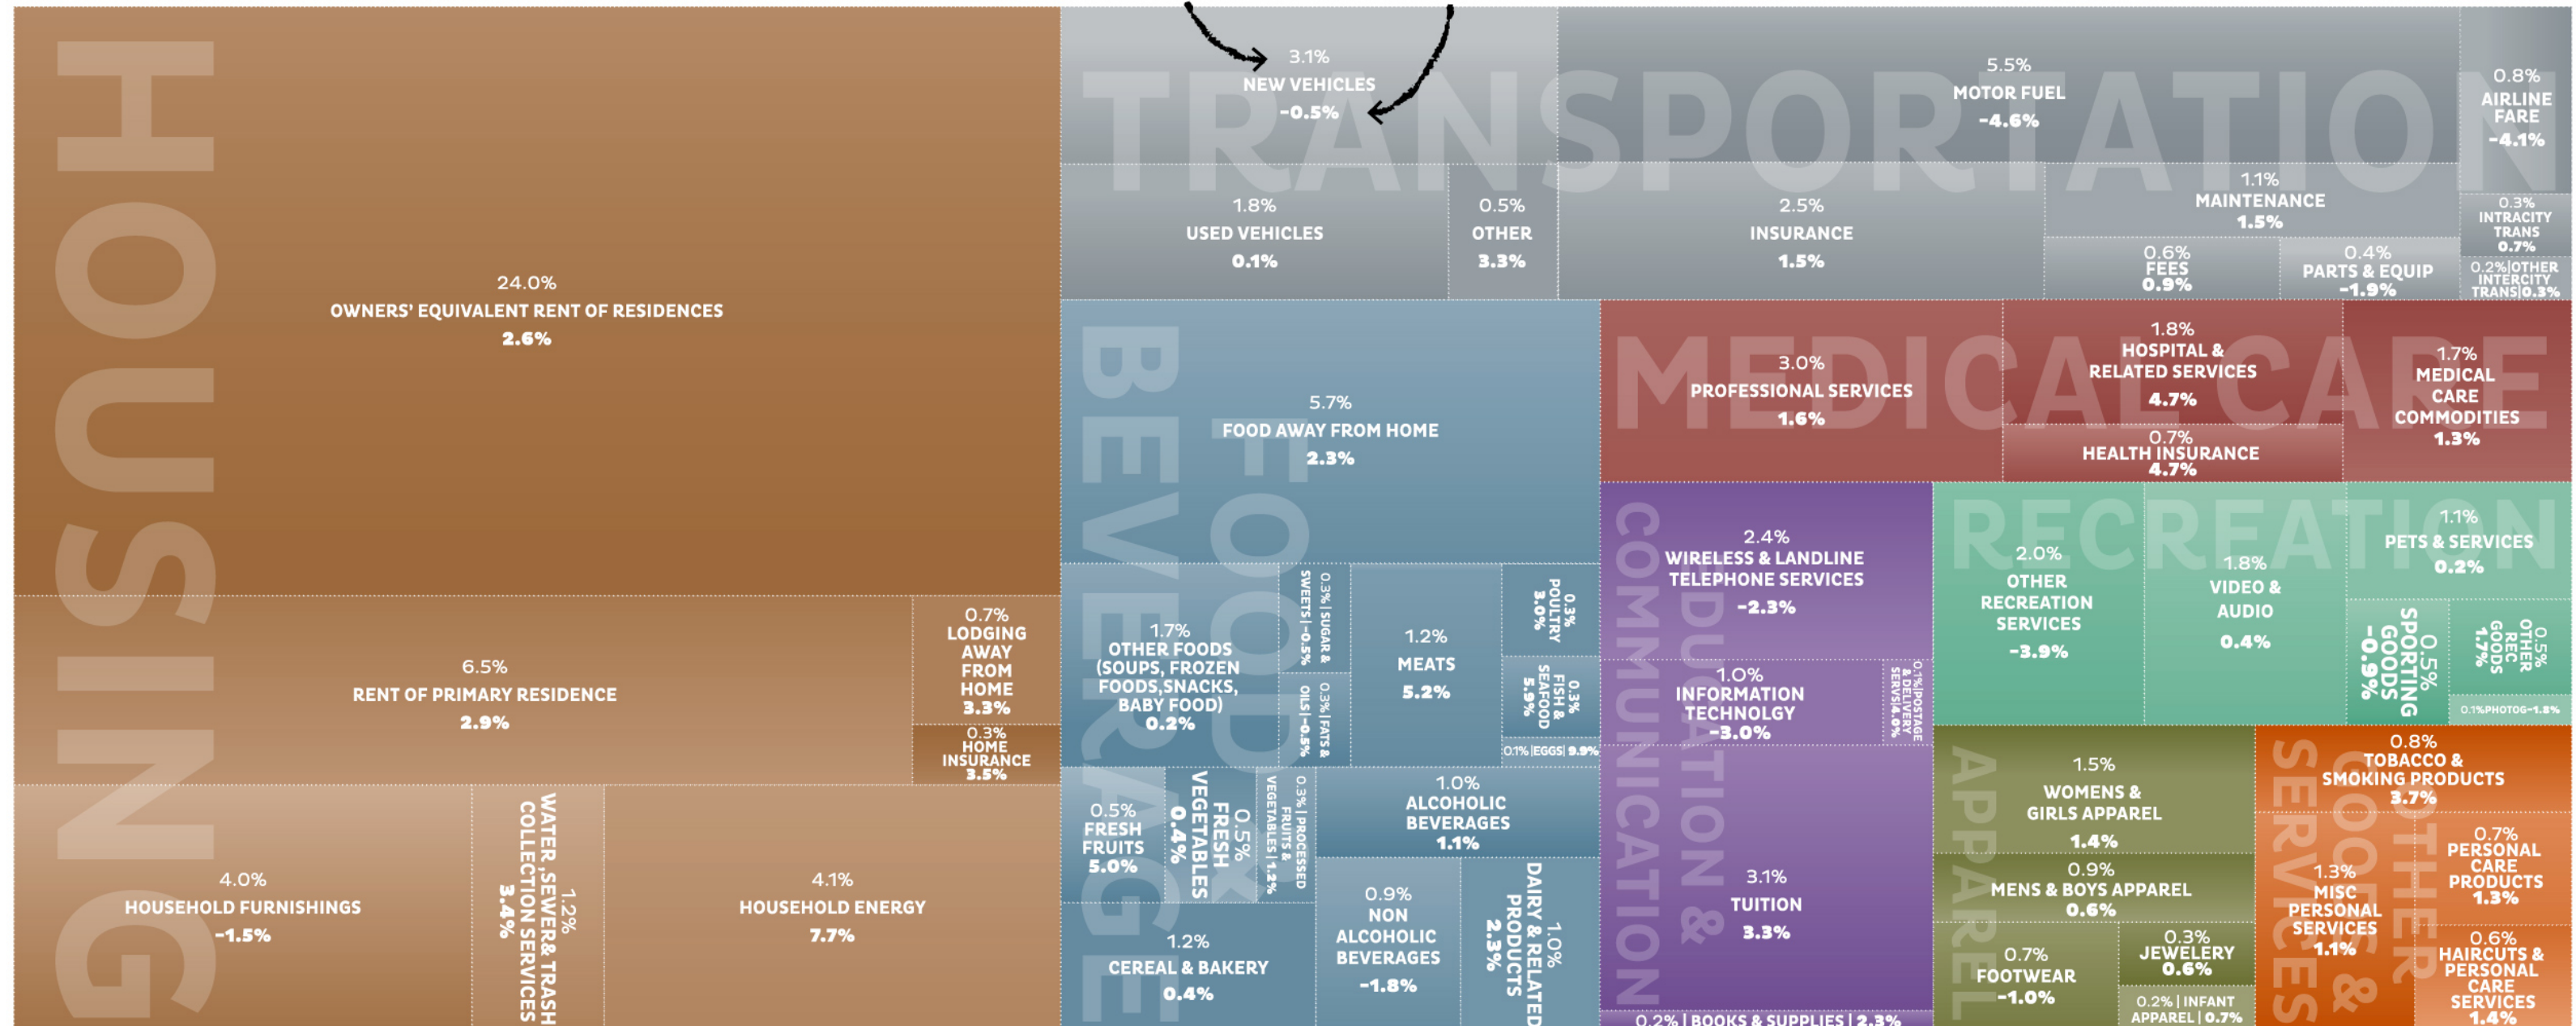 HOUSING
24.0%
OWNERS' EQUIVALENT RENT OF RESIDENCES
2.6%
6.5%
RENT OF PRIMARY RESIDENCE
2.9%
0.7%
LODGING
AWAY
FROM
HOME
3.3%
0.3%
HOME
INSURANCE
3.5%
4.0%
HOUSEHOLD FURNISHINGS
-1.5%
1.2%
WATER ,SEWER& TRASH
COLLECTION SERVICES
3.4%
4.1%
HOUSEHOLD ENERGY
7.7%
TRANSPORTATION
3.1%
NEW VEHICLES
-0.5%
5.5%
MOTOR FUEL
-4.6%
0.8%
AIRLINE
FARE
-4.1%
1.8%
USED VEHICLES
0.1%
0.5%
OTHER
3.3%
2.5%
INSURANCE
1.5%
1.1%
MAINTENANCE
1.5%
0.6%
FEES
0.9%
0.4%
PARTS & EQUIP
-1.9%
0.3%
INTRACITY
TRANS
0.7%
0.2%|OTHER
INTERCITY
TRANS|0.3%
FOOD &
BEVERAGE
5.7%
FOOD AWAY FROM HOME
2.3%
1.7%
OTHER FOODS
(SOUPS, FROZEN
FOODS,SNACKS,
BABY FOOD)
0.2%
0.3% | SUGAR &
SWEETS | -0.5%
0.3% | FATS &
OILS | -0.5%
1.2%
MEATS
5.2%
0.3%
POULTRY
3.0%
0.3%
FISH &
SEAFOOD
5.9%
0.1% |EGGS| 9.9%
0.5%
FRESH
FRUITS
5.0%
0.5%
FRESH
VEGETABLES
0.4%
0.3% | PROCESSED
FRUITS &
VEGETABLES | 1.2%
1.0%
ALCOHOLIC
BEVERAGES
1.1%
1.2%
CEREAL & BAKERY
0.4%
0.9%
NON
ALCOHOLIC
BEVERAGES
-1.8%
1.0%
DAIRY & RELATED
PRODUCTS
2.3%
MEDICAL CARE
3.0%
PROFESSIONAL SERVICES
1.6%
1.8%
HOSPITAL &
RELATED SERVICES
4.7%
0.7%
HEALTH INSURANCE
4.7%
1.7%
MEDICAL
CARE
COMMODITIES
1.3%
EDUCATION &
COMMUNICATION
2.4%
WIRELESS & LANDLINE
TELEPHONE SERVICES
-2.3%
1.0%
INFORMATION
TECHNOLGY
-3.0%
0.1%|POSTAGE
& DELIVERY
SERVS|4.0%
3.1%
TUITION
3.3%
0.2% | BOOKS & SUPPLIES | 2.3%
RECREATION
2.0%
OTHER
RECREATION
SERVICES
-3.9%
1.8%
VIDEO &
AUDIO
0.4%
1.1%
PETS & SERVICES
0.2%
0.5%
SPORTING
GOODS
-0.9%
0.5%
OTHER
REC
GOODS
1.7%
0.1%PHOTOG-1.8%
APPAREL
1.5%
WOMENS &
GIRLS APPAREL
1.4%
0.9%
MENS & BOYS APPAREL
0.6%
0.7%
FOOTWEAR
-1.0%
0.3%
JEWELERY
0.6%
0.2% | INFANT
APPAREL | 0.7%
OTHER
GOODS &
SERVICES
0.8%
TOBACCO &
SMOKING PRODUCTS
3.7%
1.3%
MISC
PERSONAL
SERVICES
1.1%
0.7%
PERSONAL
CARE
PRODUCTS
1.3%
0.6%
HAIRCUTS &
PERSONAL
CARE
SERVICES
1.4%